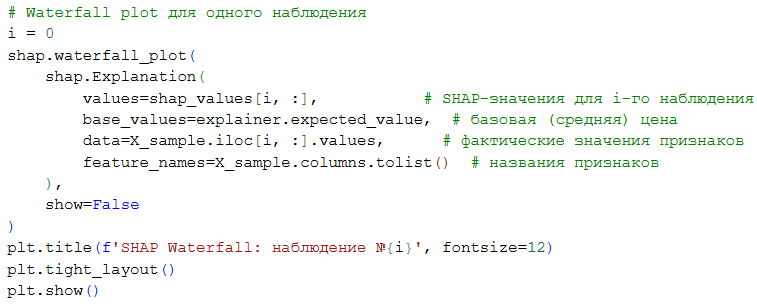 # Waterfall plot для одного наблюдения
i = 0
shap.waterfall_plot(
    shap.Explanation(
        values=shap_values[i, :],           # SHAP-значения для i-го наблюдения
        base_values=explainer.expected_value,  # базовая (средняя) цена
        data=X_sample.iloc[i, :].values,      # фактические значения признаков
        feature_names=X_sample.columns.tolist()  # названия признаков
    ),
    show=False
)
plt.title(f'SHAP Waterfall: наблюдение №{i}', fontsize=12)
plt.tight_layout()
plt.show()